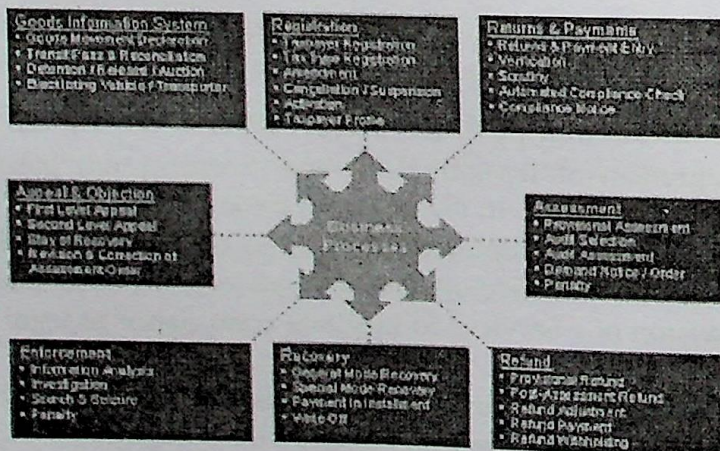 Goods Information System
• Goods Movement Declaration
• Transit Pass & Reconciliation
• Detention / Release / Auction
• Blacklisting Vehicle / Transporter
Registration
• Taxpayer Registration
• Tax Type Registration
• Amendment
• Cancellation / Suspension
• Activation
• Taxpayer Profile
Returns & Payments
• Returns & Payment Entry
• Verification
• Scrutiny
• Automated Compliance Check
• Compliance Notice
Appeal & Objection
• First Level Appeal
• Second Level Appeal
• Stay of Recovery
• Revision & Correction of
Assessment Order
Business
Processes
Assessment
• Provisional Assessment
• Audit Selection
• Audit Assessment
• Demand Notice / Order
• Penalty
Enforcement
• Information Analysis
• Investigation
• Search & Seizure
• Penalty
Recovery
• General Mode Recovery
• Special Mode Recovery
• Payment in Installment
• Write Off
Refund
• Provisional Refund
• Post-Assessment Refund
• Refund Adjustment
• Refund Payment
• Refund Withholding